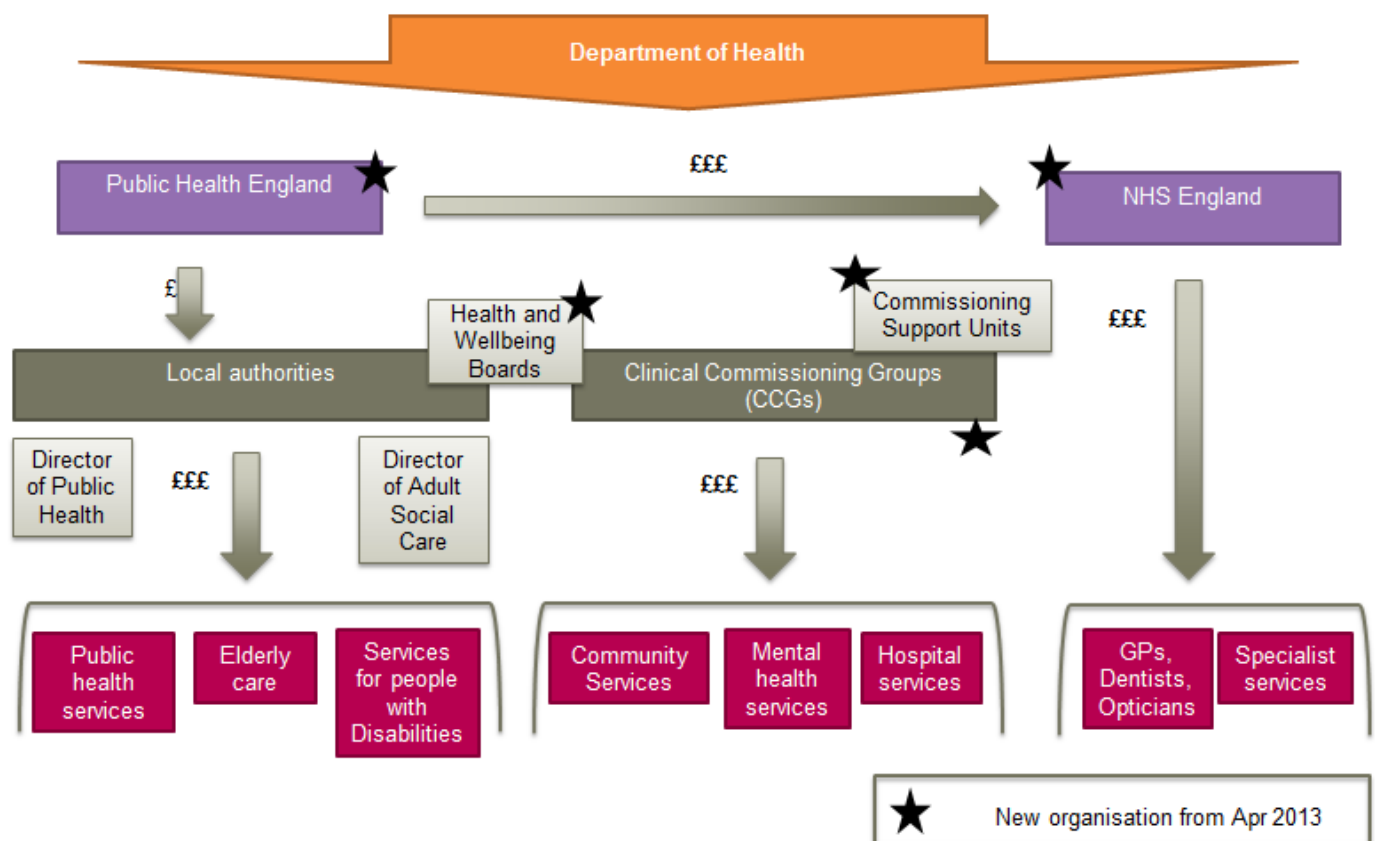 Department of Health
£££
Public Health England
NHS England
£
Health and
Wellbeing
Boards
Commissioning
Support Units
£££
Local authorities
Clinical Commissioning Groups
(CCGs)
Director
of Public
Health
£££
Director
of Adult
Social
Care
£££
Public
health
services
Elderly
care
Services
for people
with
Disabilities
Community
Services
Mental
health
services
Hospital
services
GPs,
Dentists,
Opticians
Specialist
services
New organisation from Apr 2013